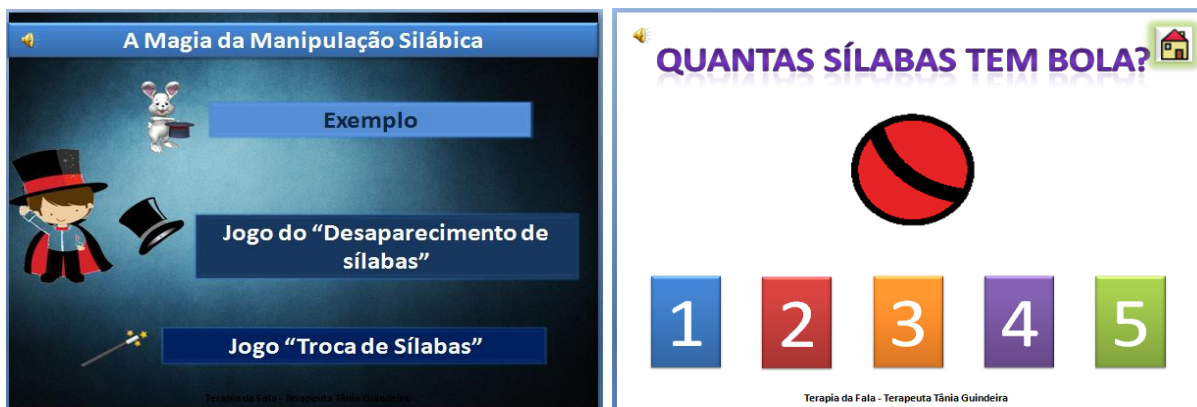 A Magia da Manipulação Silábica
Exemplo
Jogo do “Desaparecimento de
sílabas”
Jogo “Troca de Sílabas”
Terapia da Fala - Terapeuta Tânia Guindeira
QUANTAS SÍLABAS TEM BOLA?
1 2 3 4 5
Terapia da Fala - Terapeuta Tânia Guindeira